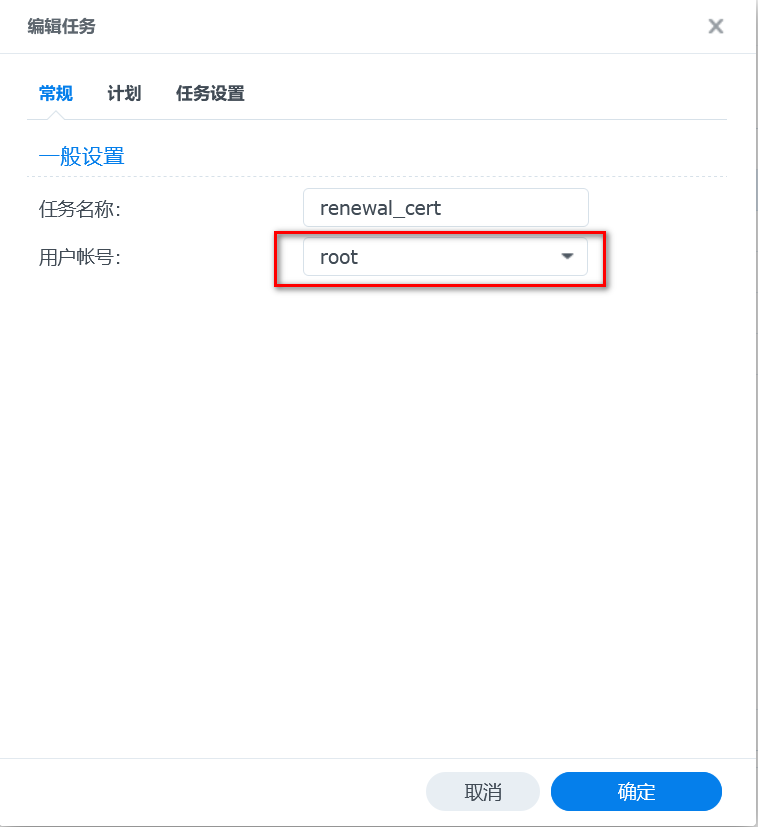 编辑任务
常规 计划 任务设置
一般设置
任务名称: renewal_cert
用户帐号: root
取消 确定